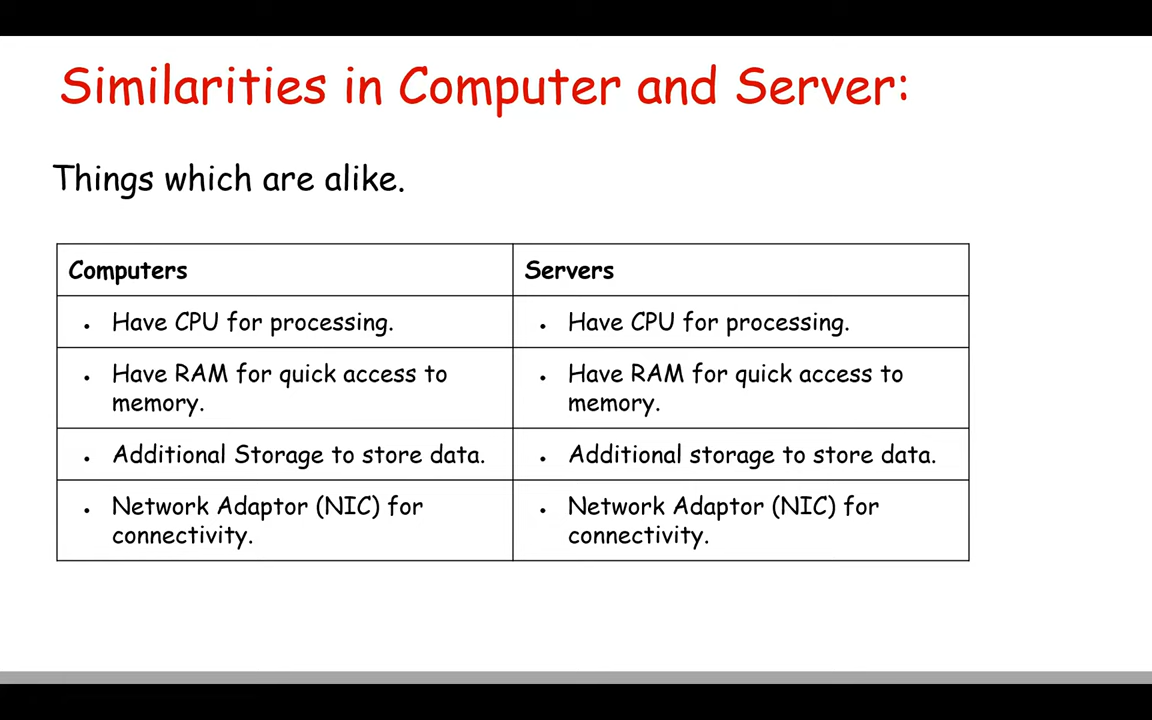 Similarities in Computer and Server:
Things which are alike.
Computers
Servers
• Have CPU for processing.
• Have CPU for processing.
• Have RAM for quick access to
memory.
• Have RAM for quick access to
memory.
• Additional Storage to store data.
• Additional storage to store data.
• Network Adaptor (NIC) for
connectivity.
• Network Adaptor (NIC) for
connectivity.